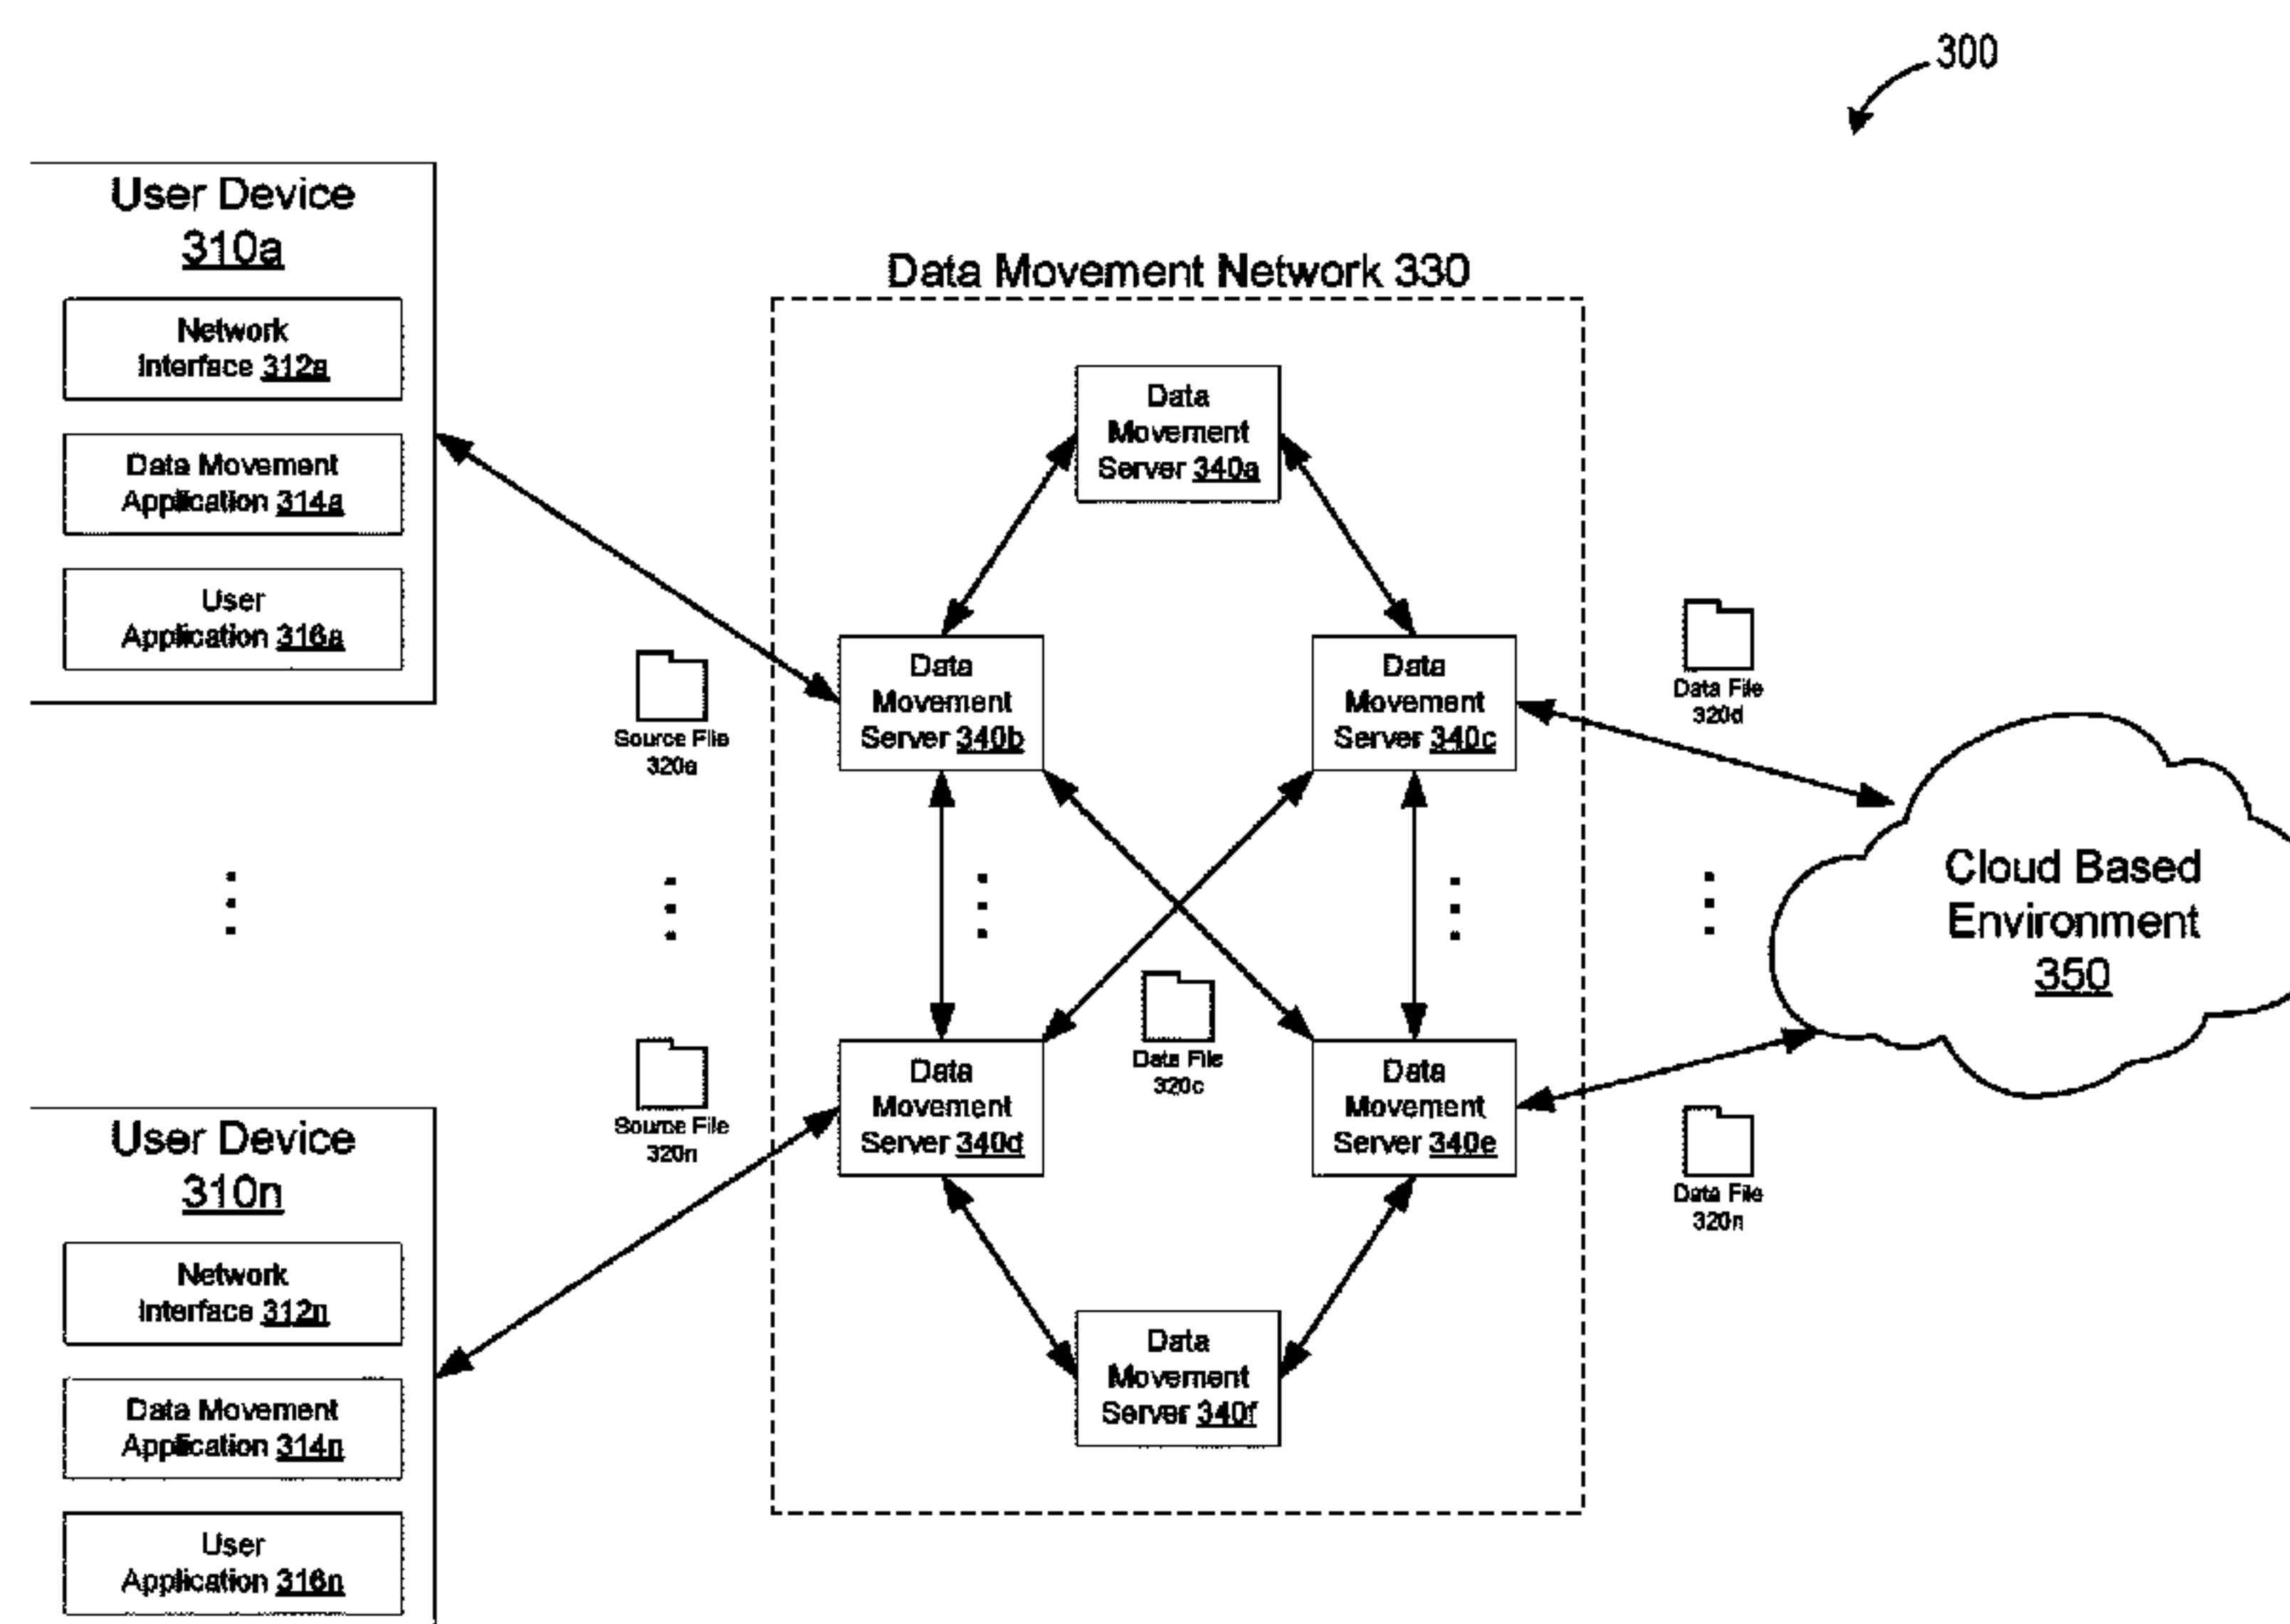 300
User Device
310a
Network
Interface 312a
Data Movement
Application 314a
User
Application 316a
Data Movement Network 330
Data
Movement
Server 340a
Data
Movement
Server 340b
Data
Movement
Server 340c
Source File
320a
Data File
320d
Cloud Based
Environment
350
Data File
320c
Source File
320n
Data
Movement
Server 340d
Data
Movement
Server 340e
Data File
320n
User Device
310n
Network
Interface 312n
Data Movement
Application 314n
User
Application 316n
Data
Movement
Server 340f